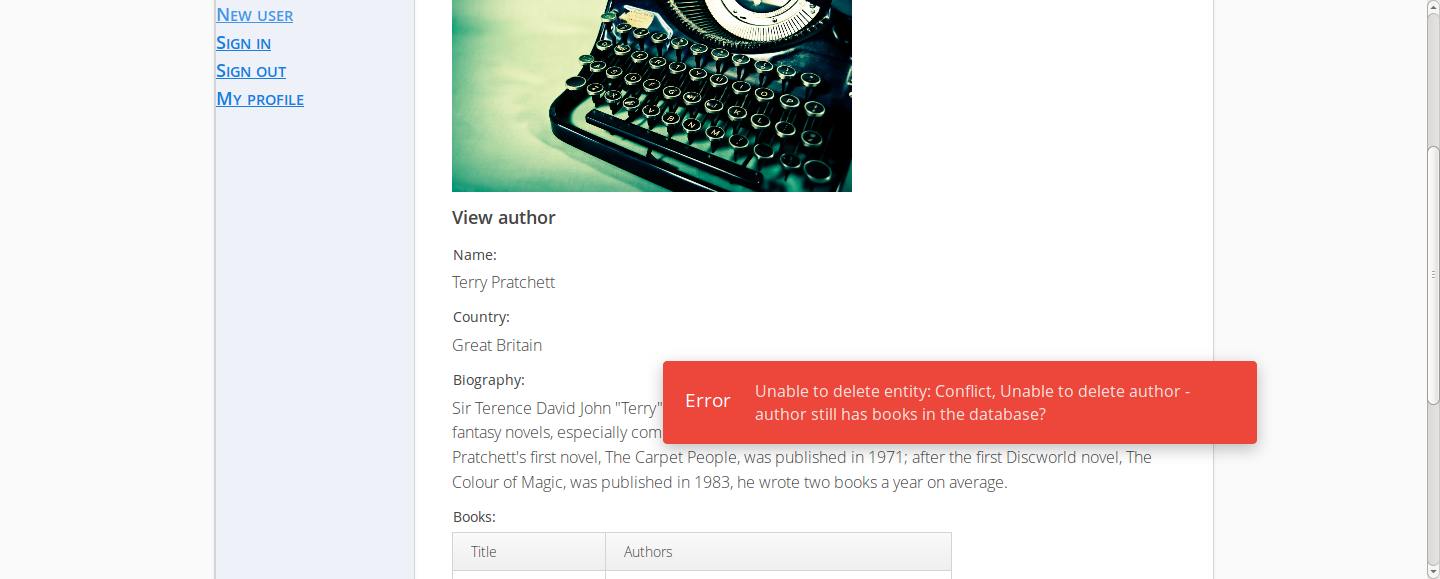 New user
Sign in
Sign out
My profile
View author
Name:
Terry Pratchett
Country:
Great Britain
Biography:
Sir Terence David John "Terry"
fantasy novels, especially com
Pratchett's first novel, The Carpet People, was published in 1971; after the first Discworld novel, The
Colour of Magic, was published in 1983, he wrote two books a year on average.
Error
Unable to delete entity: Conflict, Unable to delete author -
author still has books in the database?
Books:
Title Authors